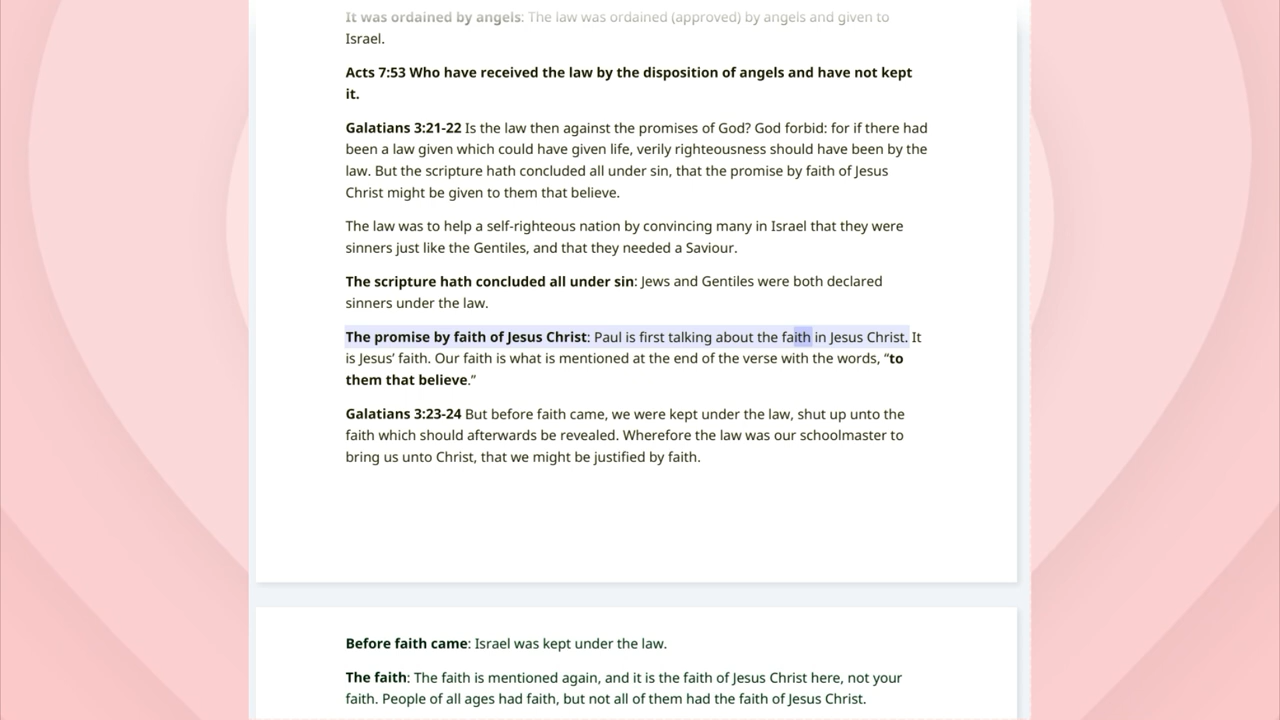 It was ordained by angels: The law was ordained (approved) by angels and given to
Israel.
Acts 7:53 Who have received the law by the disposition of angels and have not kept
it.
Galatians 3:21-22 Is the law then against the promises of God? God forbid: for if there had
been a law given which could have given life, verily righteousness should have been by the
law. But the scripture hath concluded all under sin, that the promise by faith of Jesus
Christ might be given to them that believe.
The law was to help a self-righteous nation by convincing many in Israel that they were
sinners just like the Gentiles, and that they needed a Saviour.
The scripture hath concluded all under sin: Jews and Gentiles were both declared
sinners under the law.
The promise by faith of Jesus Christ: Paul is first talking about the faith in Jesus Christ. It
is Jesus’ faith. Our faith is what is mentioned at the end of the verse with the words, “to
them that believe.”
Galatians 3:23-24 But before faith came, we were kept under the law, shut up unto the
faith which should afterwards be revealed. Wherefore the law was our schoolmaster to
bring us unto Christ, that we might be justified by faith.
Before faith came: Israel was kept under the law.
The faith: The faith is mentioned again, and it is the faith of Jesus Christ here, not your
faith. People of all ages had faith, but not all of them had the faith of Jesus Christ.